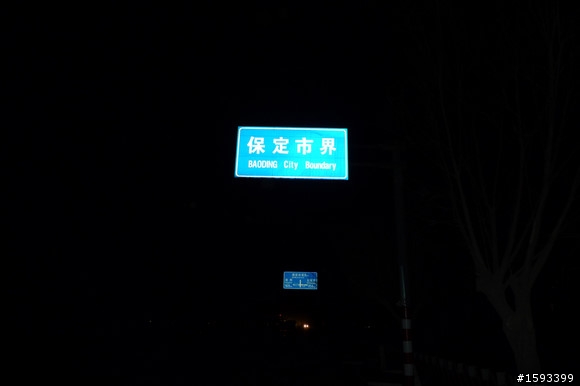 保定市界
BAODING City Boundary
#1593399